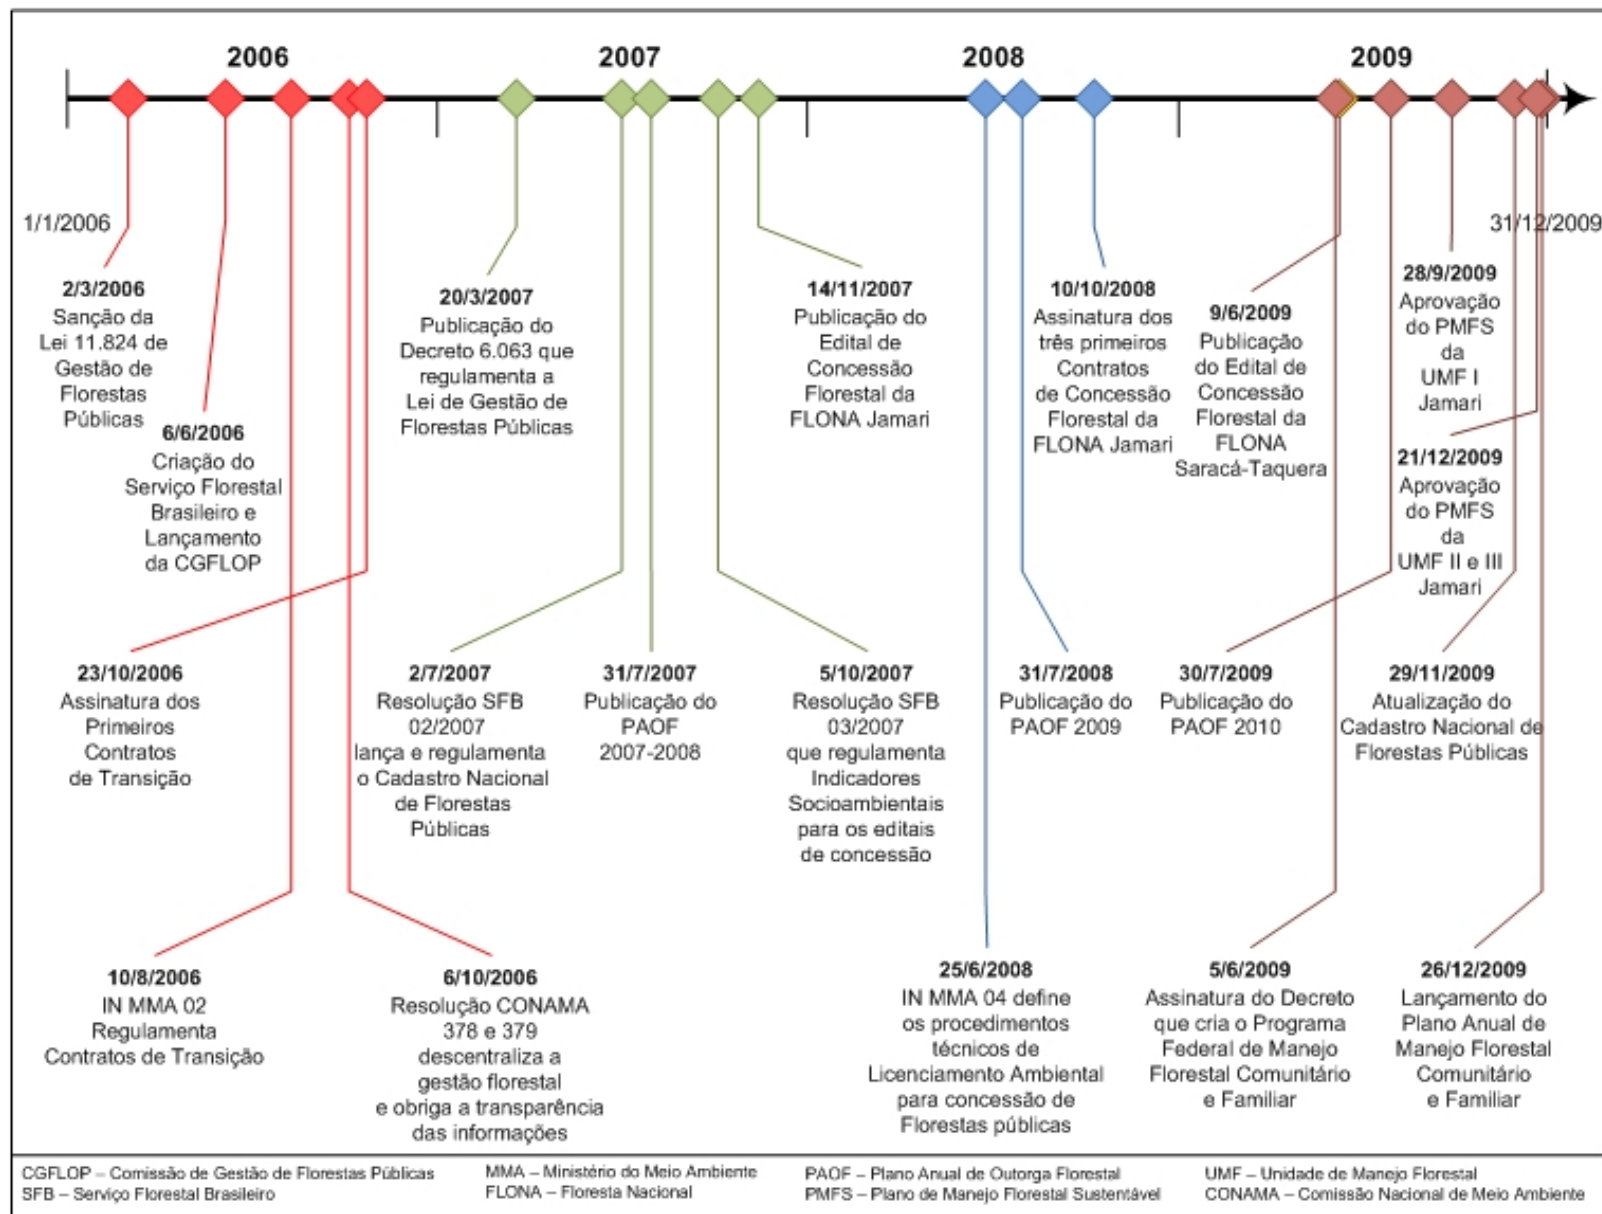 2006
2007
2008
2009
1/1/2006
31/12/2009
2/3/2006
Sanção da
Lei 11.824 de
Gestão de
Florestas
Públicas
6/6/2006
Criação do
Serviço Florestal
Brasileiro e
Lançamento
da CGFLOP
20/3/2007
Publicação do
Decreto 6.063 que
regulamenta a
Lei de Gestão de
Florestas Públicas
14/11/2007
Publicação do
Edital de
Concessão
Florestal da
FLONA Jamari
10/10/2008
Assinatura dos
três primeiros
Contratos
de Concessão
Florestal da
FLONA Jamari
9/6/2009
Publicação
do Edital de
Concessão
Florestal da
FLONA
Saracá-Taquera
28/9/2009
Aprovação
do PMFS
da
UMF I
Jamari
21/12/2009
Aprovação
do PMFS
da
UMF II e III
Jamari
23/10/2006
Assinatura dos
Primeiros
Contratos
de Transição
2/7/2007
Resolução SFB
02/2007
lança e regulamenta
o Cadastro Nacional
de Florestas
Públicas
31/7/2007
Publicação do
PAOF
2007-2008
5/10/2007
Resolução SFB
03/2007
que regulamenta
Indicadores
Socioambientais
para os editais
de concessão
31/7/2008
Publicação do
PAOF 2009
30/7/2009
Publicação do
PAOF 2010
29/11/2009
Atualização do
Cadastro Nacional de
Florestas Públicas
10/8/2006
IN MMA 02
Regulamenta
Contratos de Transição
6/10/2006
Resolução CONAMA
378 e 379
descentraliza a
gestão florestal
e obriga a transparência
das informações
25/6/2008
IN MMA 04 define
os procedimentos
técnicos de
Licenciamento Ambiental
para concessão de
Florestas públicas
5/6/2009
Assinatura do Decreto
que cria o Programa
Federal de Manejo
Florestal Comunitário
e Familiar
26/12/2009
Lançamento do
Plano Anual de
Manejo Florestal
Comunitário
e Familiar
CGFLOP – Comissão de Gestão de Florestas Públicas
SFB – Serviço Florestal Brasileiro
MMA – Ministério do Meio Ambiente
FLONA – Floresta Nacional
PAOF – Plano Anual de Outorga Florestal
PMFS – Plano de Manejo Florestal Sustentável
UMF – Unidade de Manejo Florestal
CONAMA – Comissão Nacional de Meio Ambiente